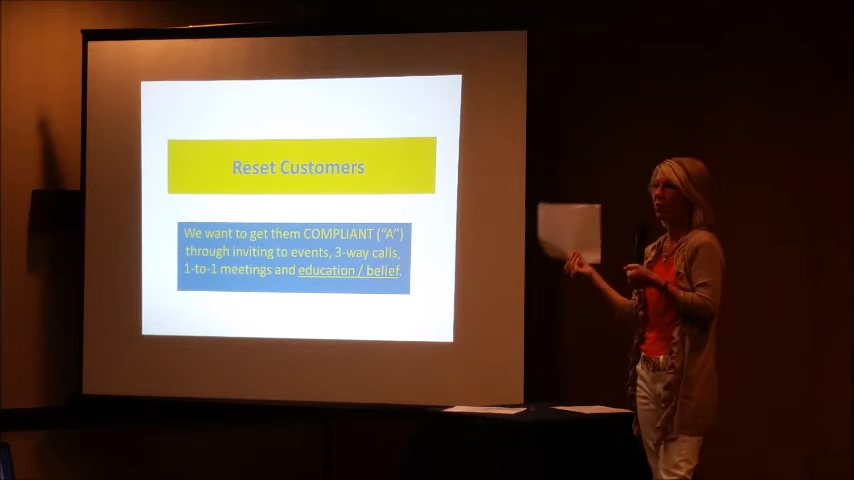 Reset Customers
We want to get them COMPLIANT (“A”)
through inviting to events, 3-way calls,
1-to-1 meetings and education / belief.